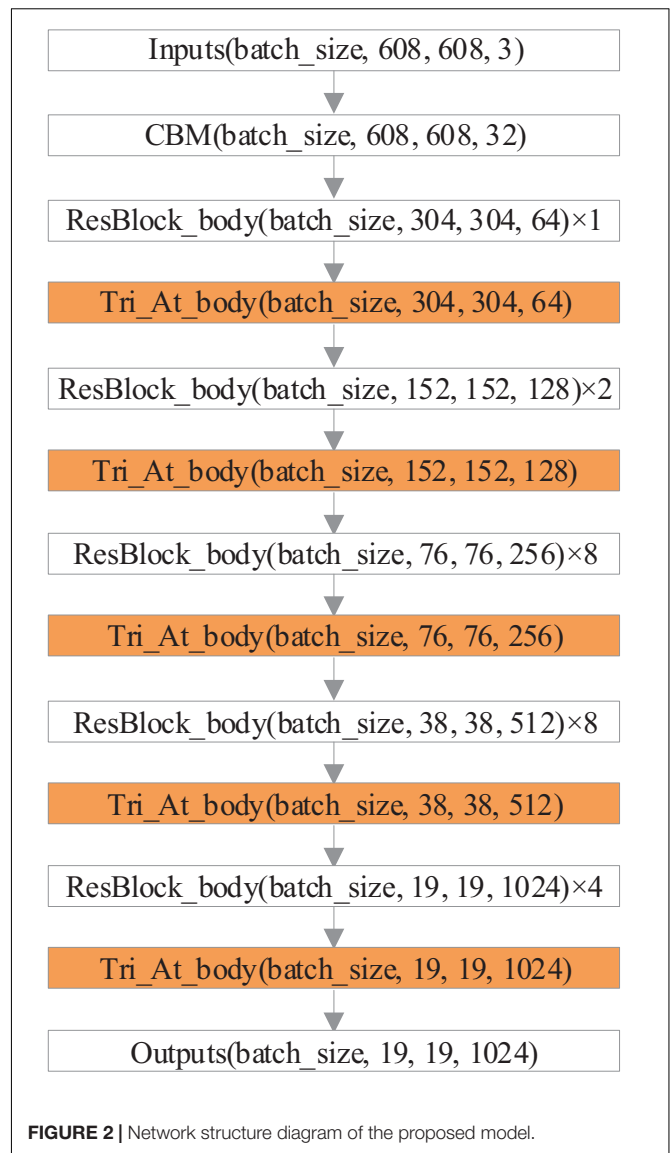 Inputs(batch_size, 608, 608, 3)
CBM(batch_size, 608, 608, 32)
ResBlock_body(batch_size, 304, 304, 64)×1
Tri_At_body(batch_size, 304, 304, 64)
ResBlock_body(batch_size, 152, 152, 128)×2
Tri_At_body(batch_size, 152, 152, 128)
ResBlock_body(batch_size, 76, 76, 256)×8
Tri_At_body(batch_size, 76, 76, 256)
ResBlock_body(batch_size, 38, 38, 512)×8
Tri_At_body(batch_size, 38, 38, 512)
ResBlock_body(batch_size, 19, 19, 1024)×4
Tri_At_body(batch_size, 19, 19, 1024)
Outputs(batch_size, 19, 19, 1024)
FIGURE 2 | Network structure diagram of the proposed model.